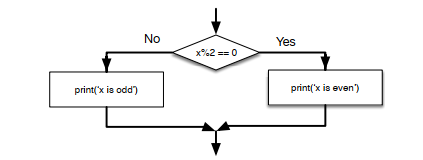 No
Yes
x%2 == 0
print('x is odd')
print('x is even')